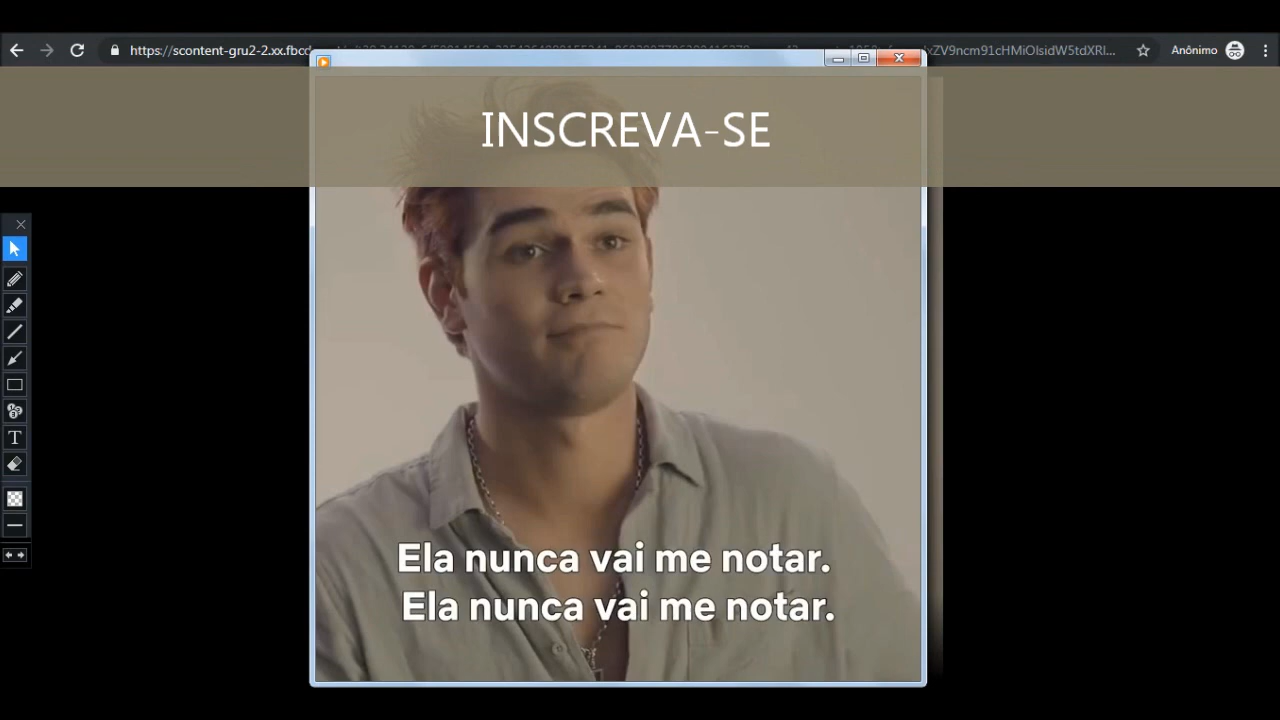 https://scontent-gru2-2.xx.fbcd
xZV9ncm91cHMiOlsidW5tdXRl...
Anônimo
INSCREVA-SE
T
Ela nunca vai me notar.
Ela nunca vai me notar.